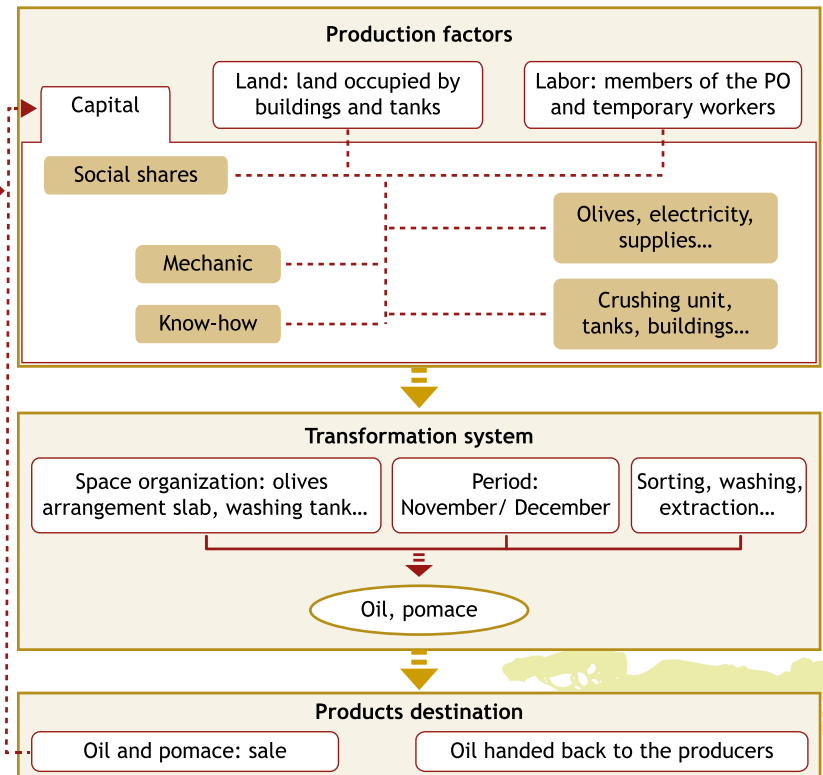 Production factors
Land: land occupied by
buildings and tanks
Labor: members of the PO
and temporary workers
Capital
Social shares
Olives, electricity,
supplies…
Mechanic
Crushing unit,
tanks, buildings…
Know-how
Transformation system
Space organization: olives
arrangement slab, washing tank…
Period:
November/ December
Sorting, washing,
extraction…
Oil, pomace
Products destination
Oil and pomace: sale
Oil handed back to the producers